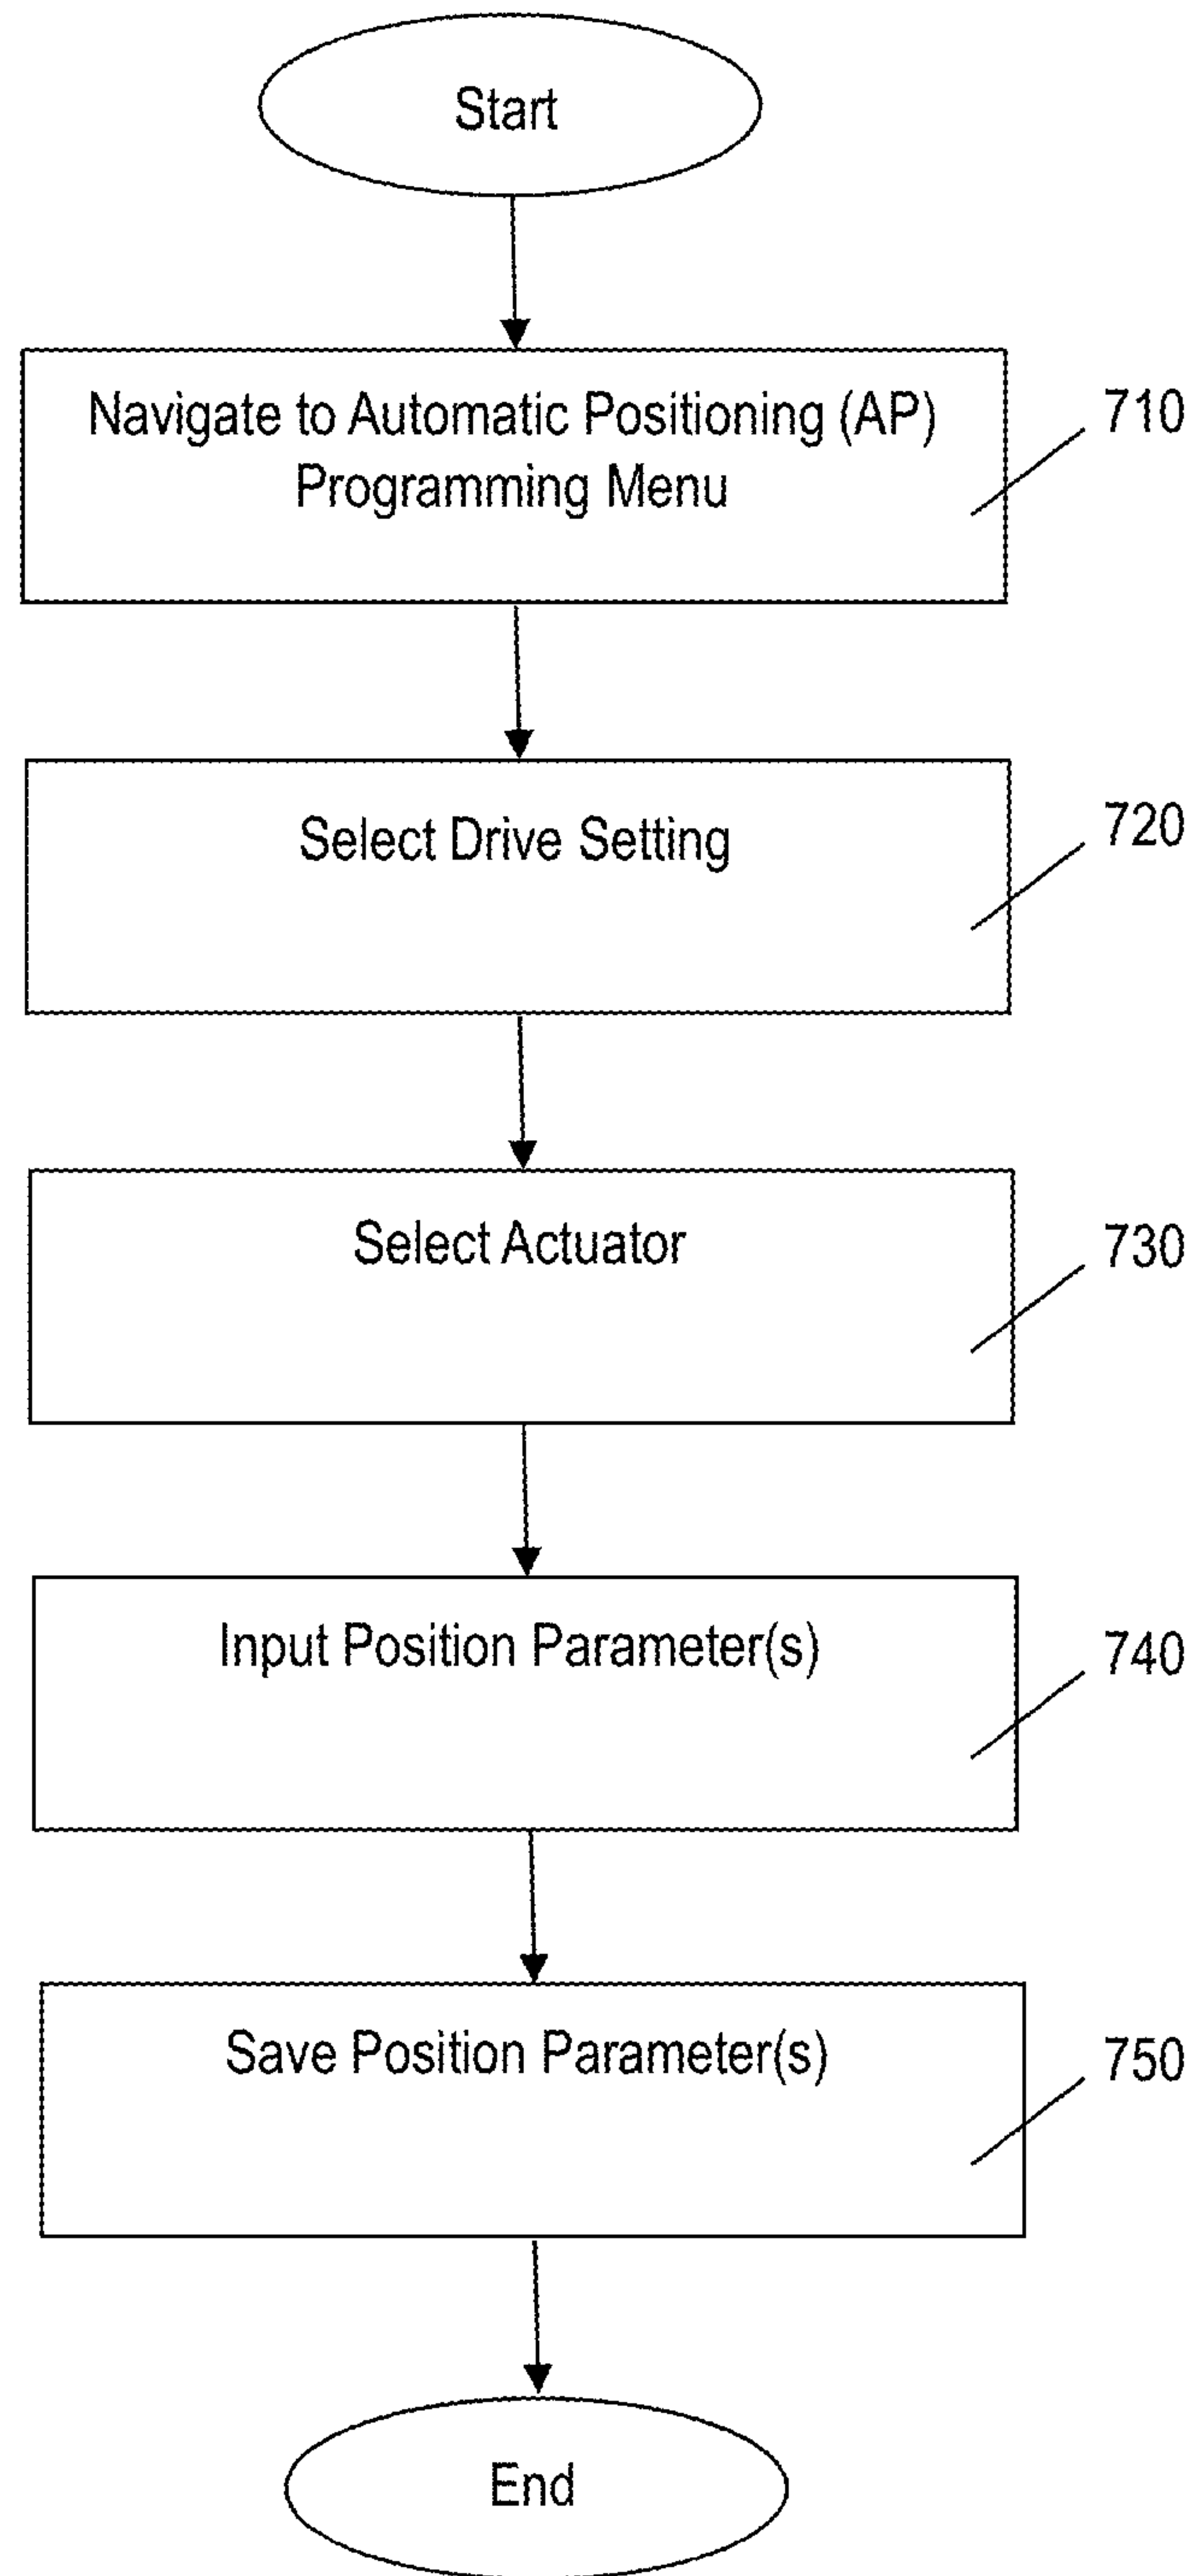 Start
Navigate to Automatic Positioning (AP)
Programming Menu
710
Select Drive Setting
720
Select Actuator
730
Input Position Parameter(s)
740
Save Position Parameter(s)
750
End